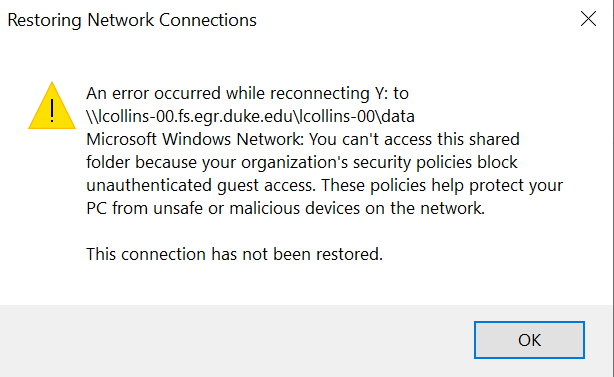 Restoring Network Connections
An error occurred while reconnecting Y: to
\\lcollins-00.fs.egr.duke.edu\lcollins-00\data
Microsoft Windows Network: You can't access this shared
folder because your organization's security policies block
unauthenticated guest access. These policies help protect your
PC from unsafe or malicious devices on the network.
This connection has not been restored.
OK